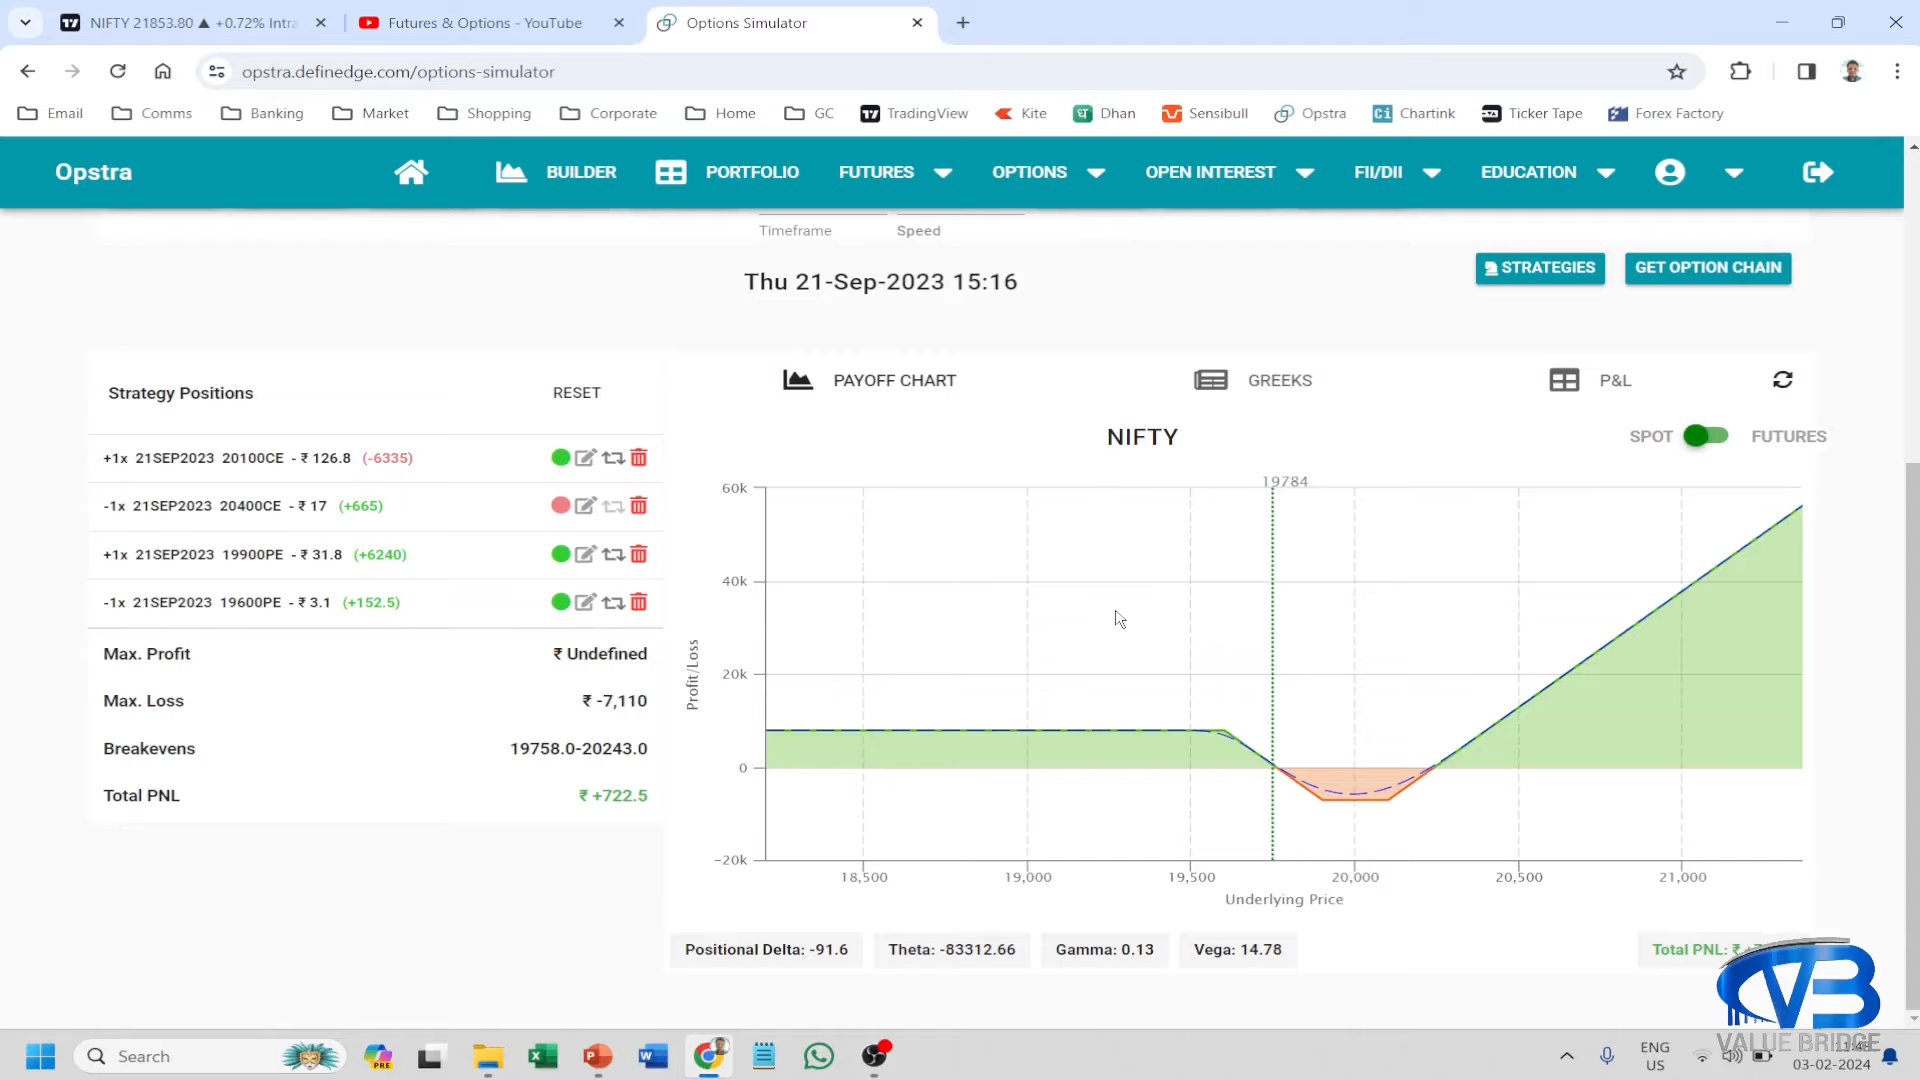 NIFTY 21853.80 ▲ +0.72% Intra
Futures & Options - YouTube
Options Simulator
opstra.definedge.com/options-simulator
Email
Comms
Banking
Market
Shopping
Corporate
Home
GC
TradingView
Kite
Dhan
Sensibull
Opstra
Chartink
Ticker Tape
Forex Factory
Opstra
BUILDER
PORTFOLIO
FUTURES
OPTIONS
OPEN INTEREST
FII/DII
EDUCATION
Timeframe
Speed
Thu 21-Sep-2023 15:16
STRATEGIES
GET OPTION CHAIN
Strategy Positions
RESET
+1x 21SEP2023 20100CE - ₹ 126.8 (-6335)
-1x 21SEP2023 20400CE - ₹ 17 (+665)
+1x 21SEP2023 19900PE - ₹ 31.8 (+6240)
-1x 21SEP2023 19600PE - ₹ 3.1 (+152.5)
Max. Profit ₹ Undefined
Max. Loss ₹ -7,110
Breakevens 19758.0-20243.0
Total PNL ₹ +722.5
PAYOFF CHART
GREEKS
P&L
NIFTY
SPOT
FUTURES
19784
60k
40k
20k
0
-20k
Profit/Loss
18,500
19,000
19,500
20,000
20,500
21,000
Underlying Price
Positional Delta: -91.6
Theta: -83312.66
Gamma: 0.13
Vega: 14.78
Total PNL: ₹
VB
VALUE BRIDGE
Search
PRE
ENG
US
03-02-2024